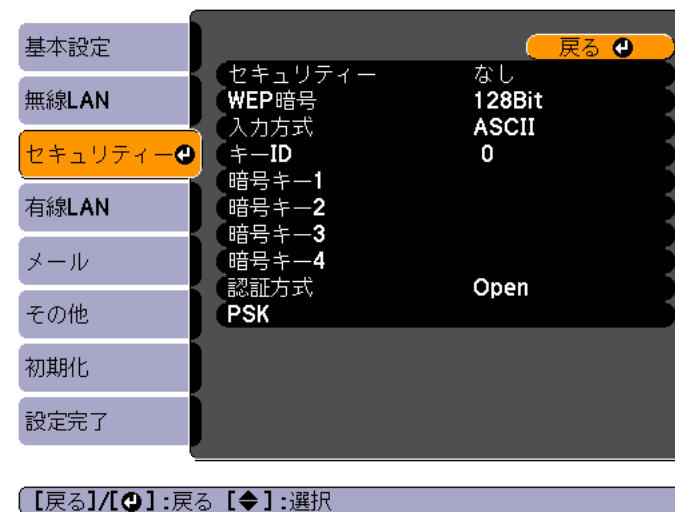 基本設定
無線LAN
セキュリティー
有線LAN
メール
その他
初期化
設定完了
戻る
セキュリティー なし
WEP暗号 128Bit
入力方式 ASCII
キーID 0
暗号キー1
暗号キー2
暗号キー3
暗号キー4
認証方式 Open
PSK
[戻る]/[⏎]:戻る [◆]:選択